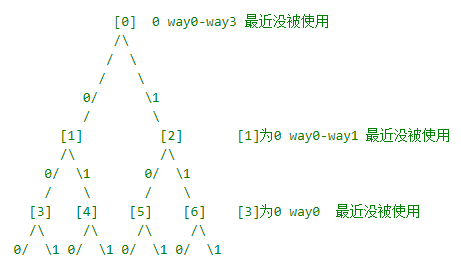 [0] 0 way0-way3 最近没被使用
/\
/ \
/ \
0/ \1
/ \
[1] [2] [1]为0 way0-way1 最近没被使用
/\ /\
0/ \1 0/ \1
/ \ / \
[3] [4] [5] [6] [3]为0 way0 最近没被使用
/\ /\ /\ /\
0/ \1 0/ \1 0/ \1 0/ \1